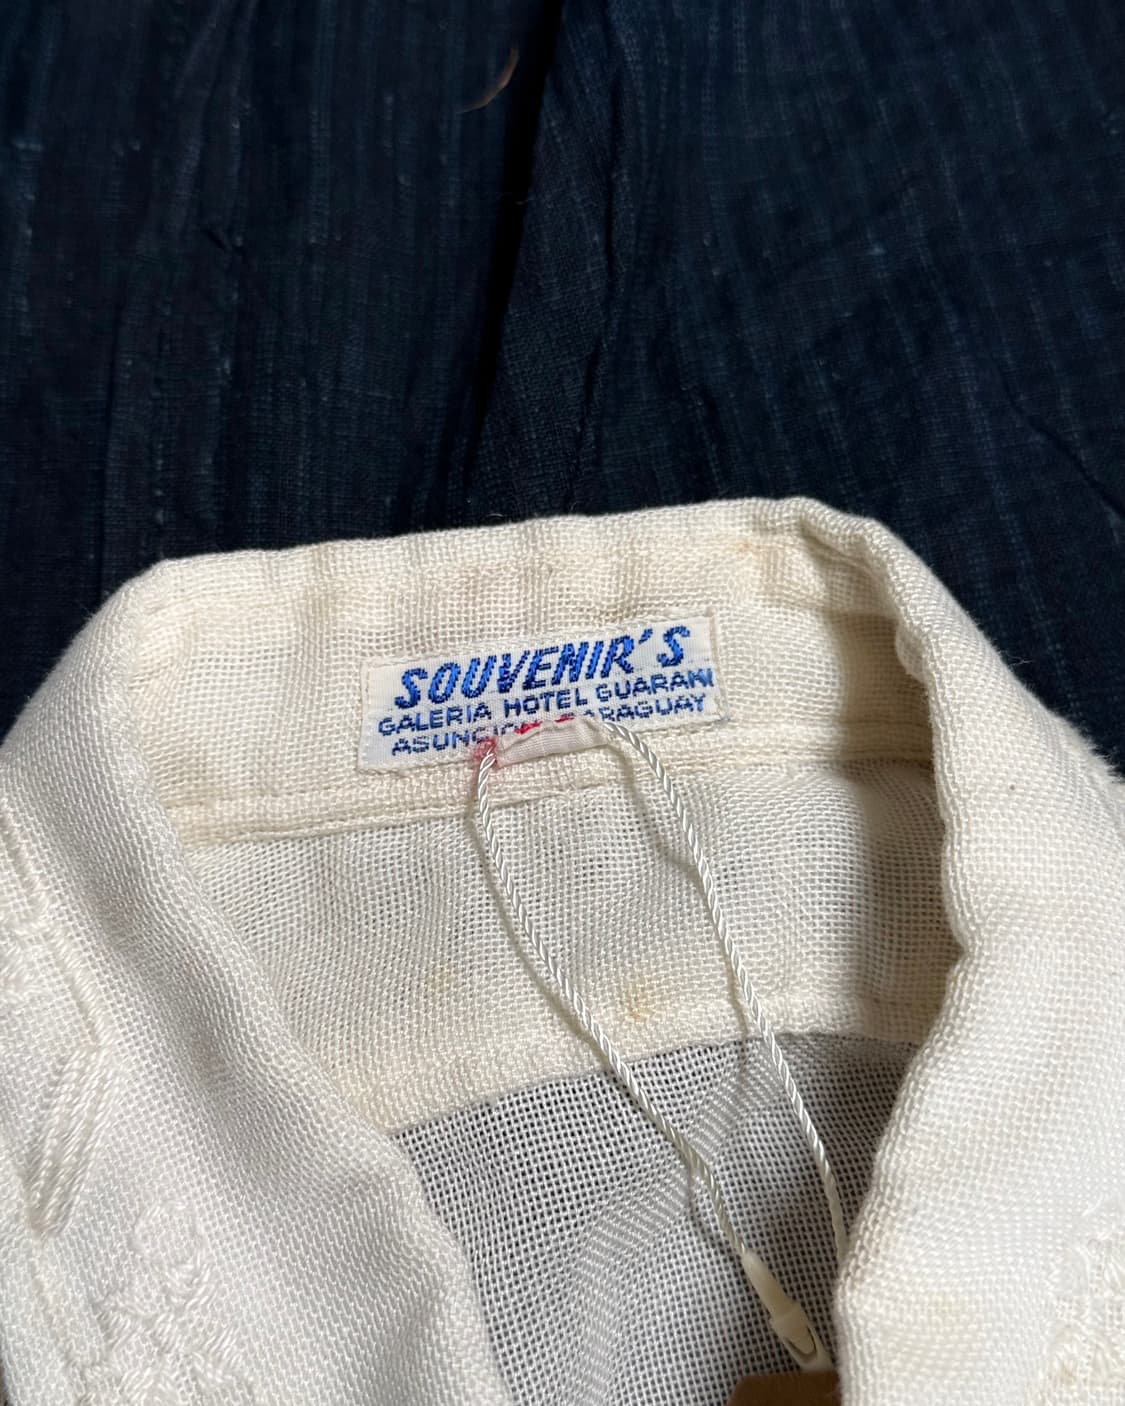 SOUVENIR'S
GALERIA HOTEL GUARANI
ASUNCION PARAGUAY